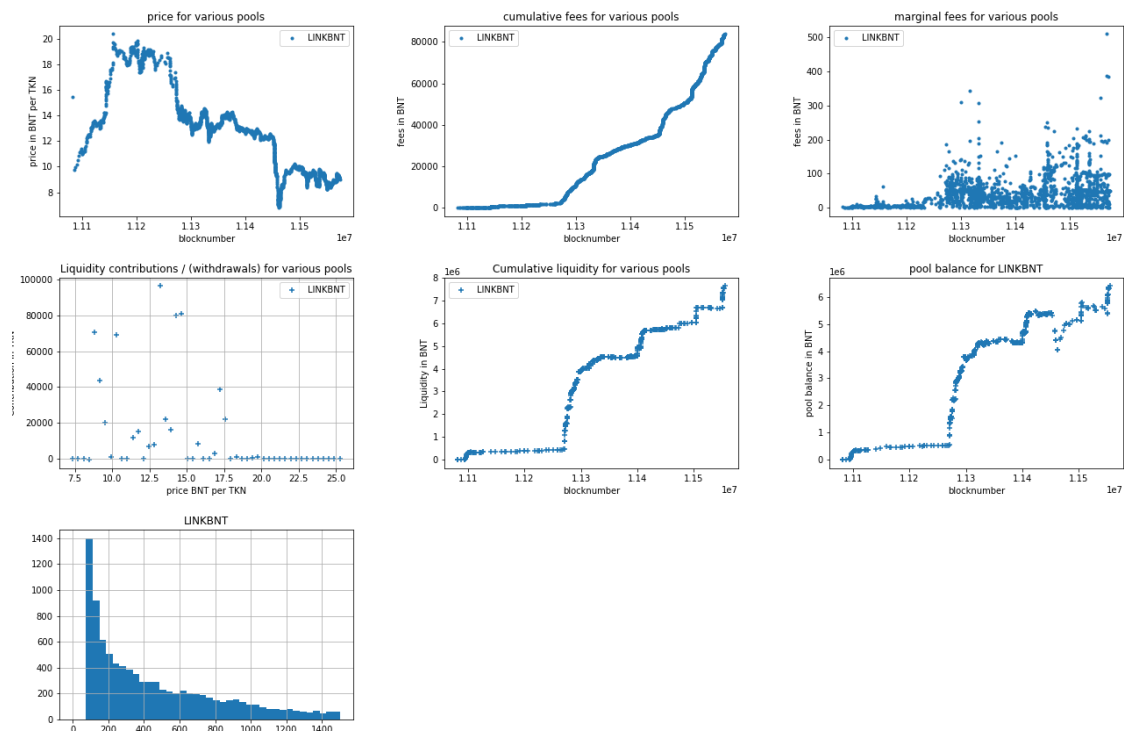 price for various pools
LINKBNT
price in BNT per TKN
20
18
16
14
12
10
8
1.11 1.12 1.13 1.14 1.15
1e7
blocknumber
cumulative fees for various pools
LINKBNT
fees in BNT
80000
60000
40000
20000
0
1.11 1.12 1.13 1.14 1.15
1e7
blocknumber
marginal fees for various pools
LINKBNT
fees in BNT
500
400
300
200
100
0
1.11 1.12 1.13 1.14 1.15
1e7
blocknumber
Liquidity contributions / (withdrawals) for various pools
LINKBNT
100000
80000
60000
40000
20000
0
7.5 10.0 12.5 15.0 17.5 20.0 22.5 25.0
price BNT per TKN
Cumulative liquidity for various pools
1e6
LINKBNT
Liquidity in BNT
8
7
6
5
4
3
2
1
0
1.11 1.12 1.13 1.14 1.15
1e7
blocknumber
pool balance for LINKBNT
1e6
pool balance in BNT
6
5
4
3
2
1
0
1.11 1.12 1.13 1.14 1.15
1e7
blocknumber
LINKBNT
1400
1200
1000
800
600
400
200
0
0 200 400 600 800 1000 1200 1400